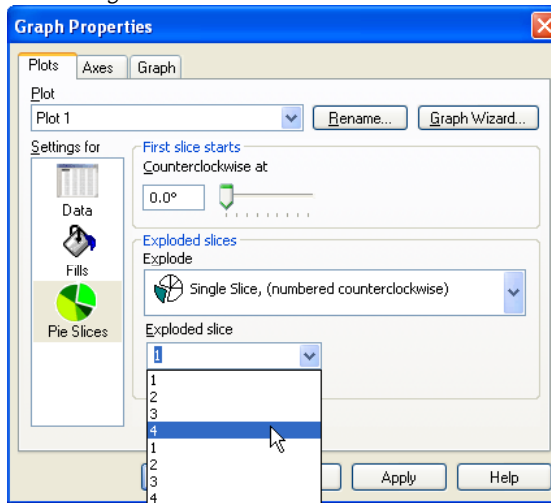 Graph Properties
Plots Axes Graph
Plot
Plot 1 Rename... Graph Wizard...
Settings for
First slice starts
Counterclockwise at
0.0°
Data
Fills
Pie Slices
Exploded slices
Explode
Single Slice, (numbered counterclockwise)
Exploded slice
1
1
2
3
4
1
2
3
4
Apply Help